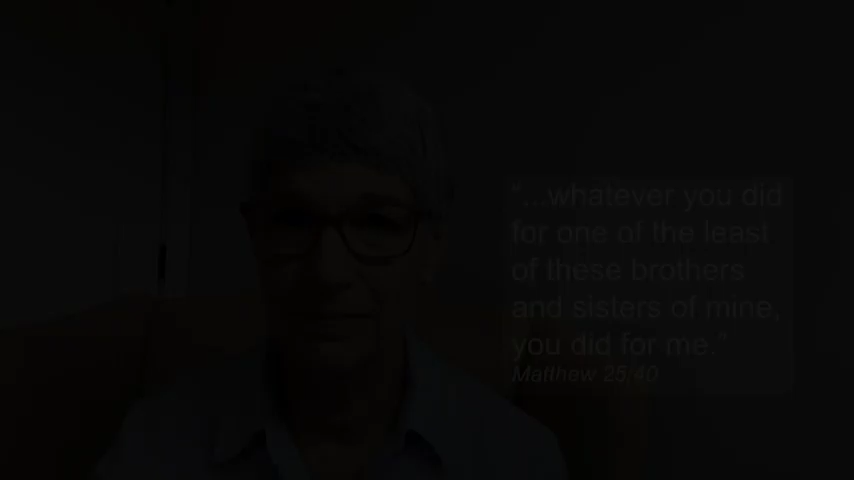 "...whatever you did
for one of the least
of these brothers
and sisters of mine,
you did for me."
Matthew 25:40